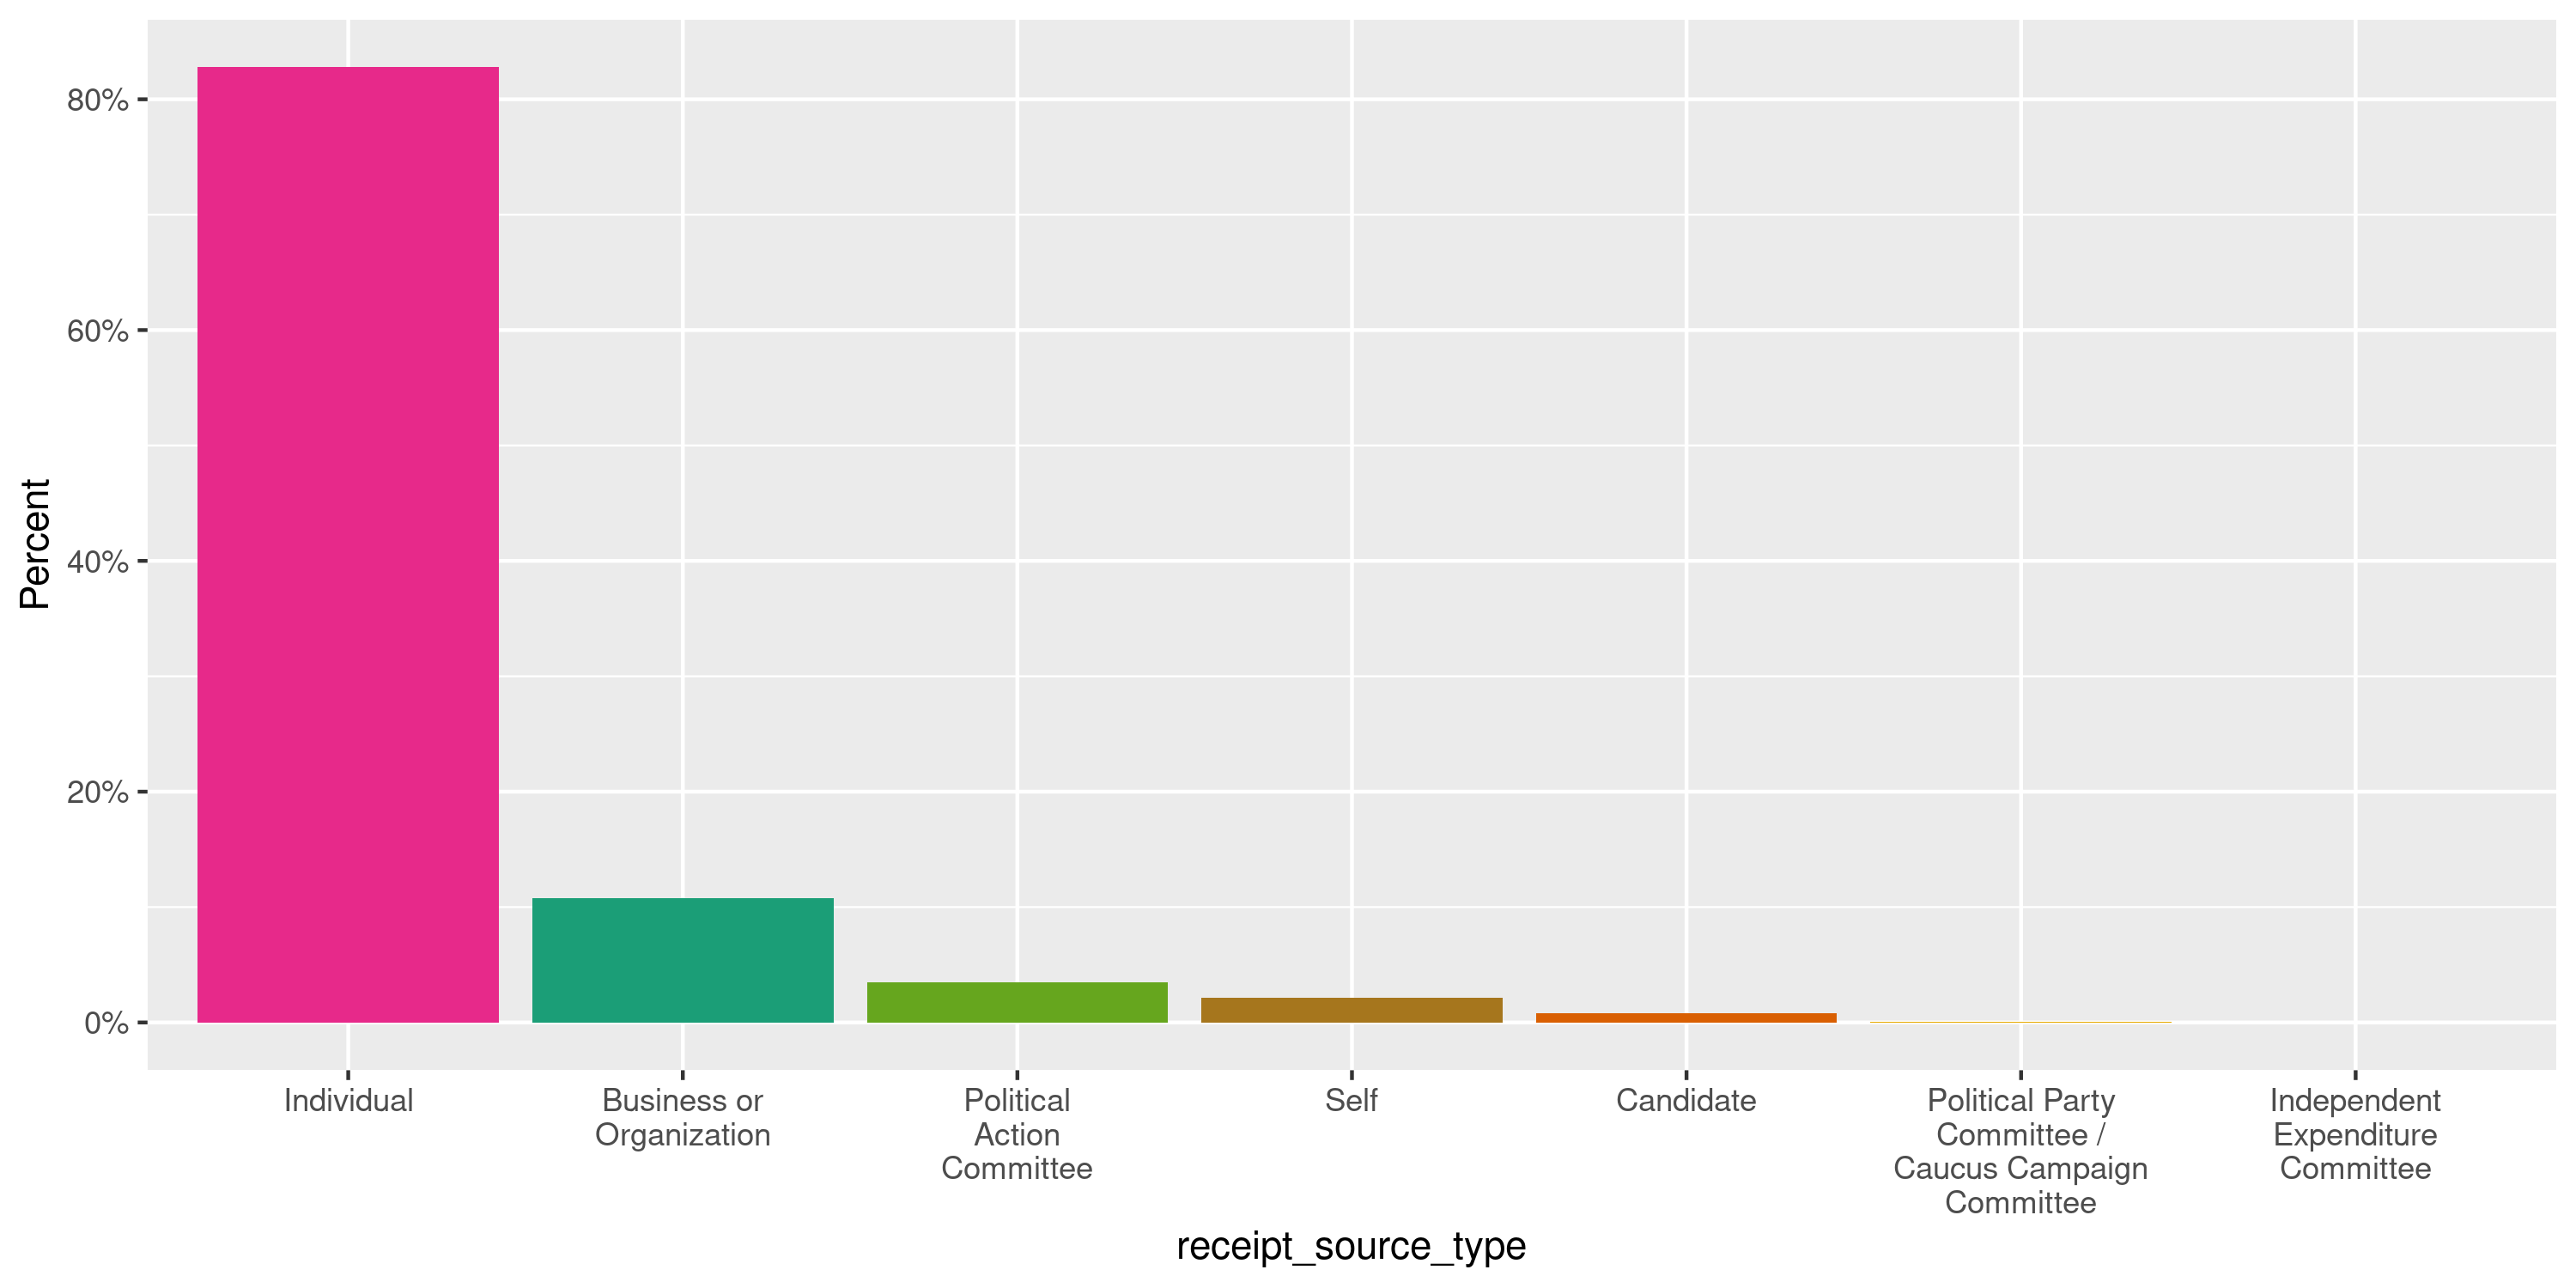 Percent
80%
60%
40%
20%
0%
Individual
Business or
Organization
Political
Action
Committee
Self
Candidate
Political Party
Committee /
Caucus Campaign
Committee
Independent
Expenditure
Committee
receipt_source_type